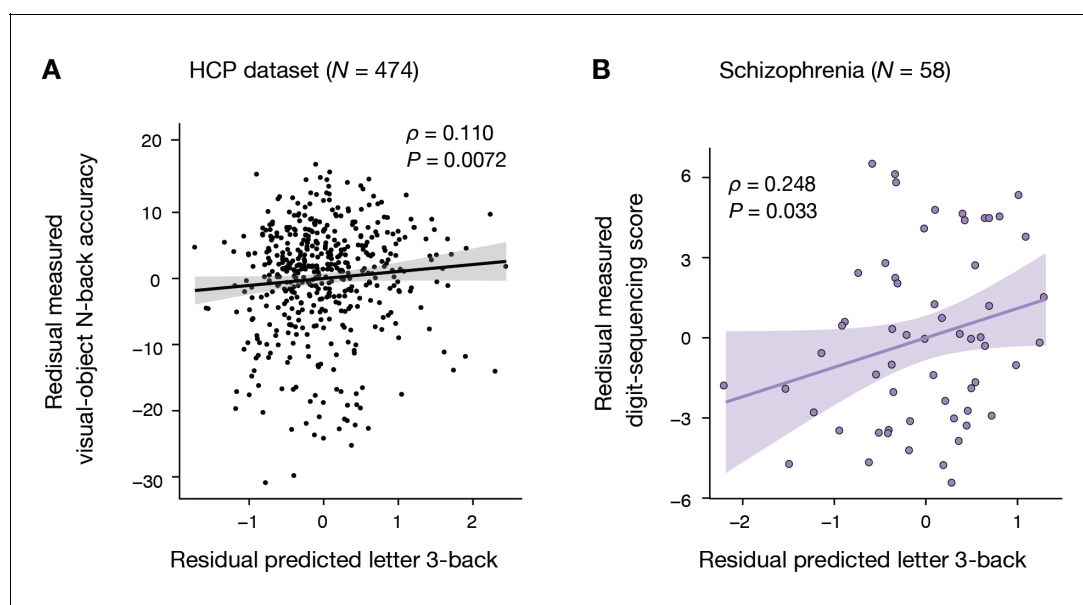 A
HCP dataset (N = 474)
ρ = 0.110
P = 0.0072
Redisual measured
visual-object N-back accuracy
20
10
0
−10
−20
−30
−1
0
1
2
Residual predicted letter 3-back
B
Schizophrenia (N = 58)
ρ = 0.248
P = 0.033
Redisual measured
digit-sequencing score
6
3
0
−3
−6
−2
−1
0
1
Residual predicted letter 3-back